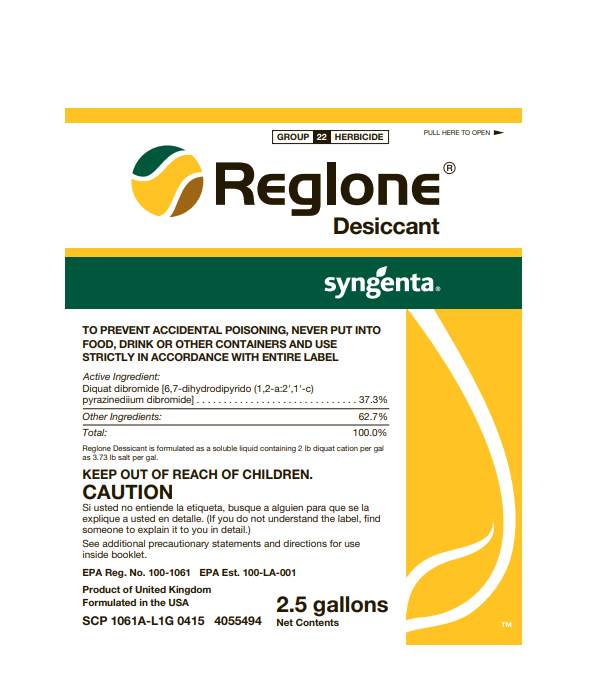 GROUP 22 HERBICIDE
PULL HERE TO OPEN
Reglone®
Desiccant
syngenta®
TO PREVENT ACCIDENTAL POISONING, NEVER PUT INTO
FOOD, DRINK OR OTHER CONTAINERS AND USE
STRICTLY IN ACCORDANCE WITH ENTIRE LABEL
Active Ingredient:
Diquat dibromide [6,7-dihydrodipyrido (1,2-a:2',1'-c)
pyrazinediium dibromide] . . . . . . . . . . . . . . . . . . . . . . . . . . . . . . 37.3%
Other Ingredients: 62.7%
Total: 100.0%
Reglone Dessicant is formulated as a soluble liquid containing 2 lb diquat cation per gal
as 3.73 lb salt per gal.
KEEP OUT OF REACH OF CHILDREN.
CAUTION
Si usted no entiende la etiqueta, busque a alguien para que se la
explique a usted en detalle. (If you do not understand the label, find
someone to explain it to you in detail.)
See additional precautionary statements and directions for use
inside booklet.
EPA Reg. No. 100-1061 EPA Est. 100-LA-001
Product of United Kingdom
Formulated in the USA
SCP 1061A-L1G 0415 4055494
2.5 gallons
Net Contents
TM